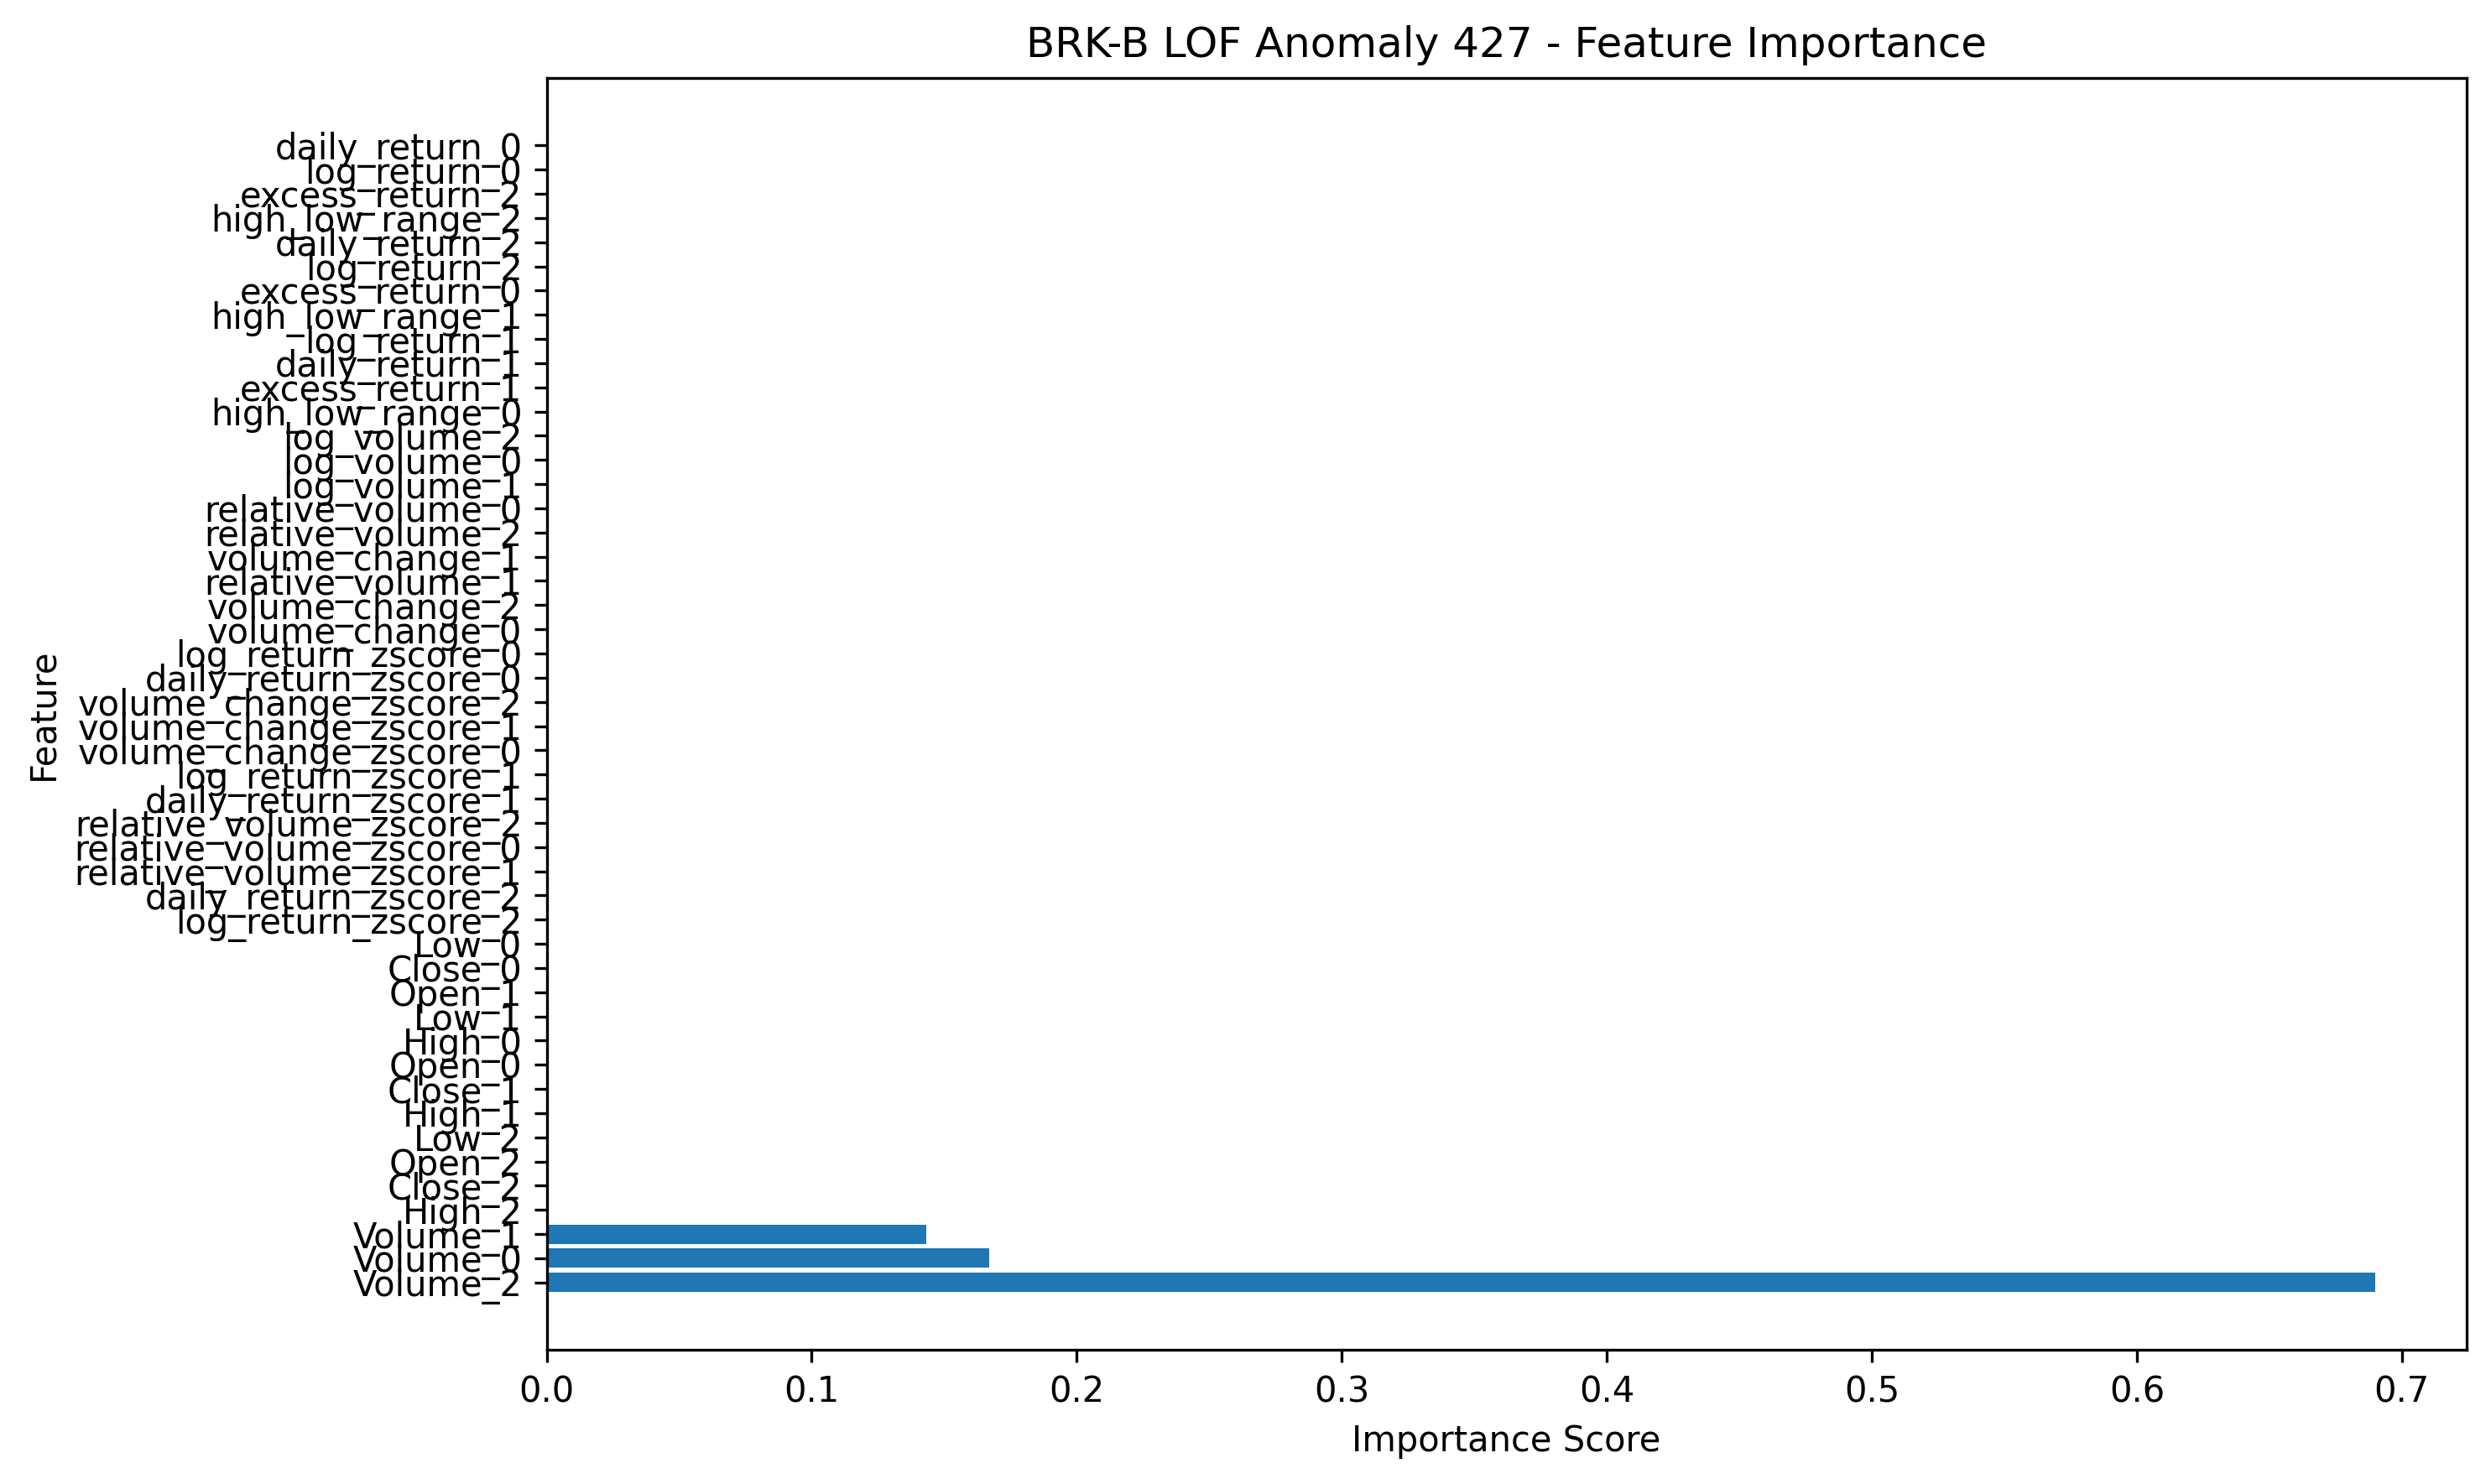 BRK-B LOF Anomaly 427 - Feature Importance
daily_return_0
log_return_0
excess_return_2
high_low_range_2
daily_return_2
log_return_2
excess_return_0
high_low_range_1
log_return_1
daily_return_1
excess_return_1
high_low_range_0
log_volume_2
log_volume_0
log_volume_1
relative_volume_0
relative_volume_2
volume_change_1
relative_volume_1
volume_change_2
volume_change_0
log_return_zscore_0
daily_return_zscore_0
volume_change_zscore_2
volume_change_zscore_1
volume_change_zscore_0
log_return_zscore_1
daily_return_zscore_1
relative_volume_zscore_2
relative_volume_zscore_0
relative_volume_zscore_1
daily_return_zscore_2
log_return_zscore_2
Low_0
Close_0
Open_1
Low_1
High_0
Open_0
Close_1
High_1
Low_2
Open_2
Close_2
High_2
Volume_1
Volume_0
Volume_2
Feature
0.0 0.1 0.2 0.3 0.4 0.5 0.6 0.7
Importance Score